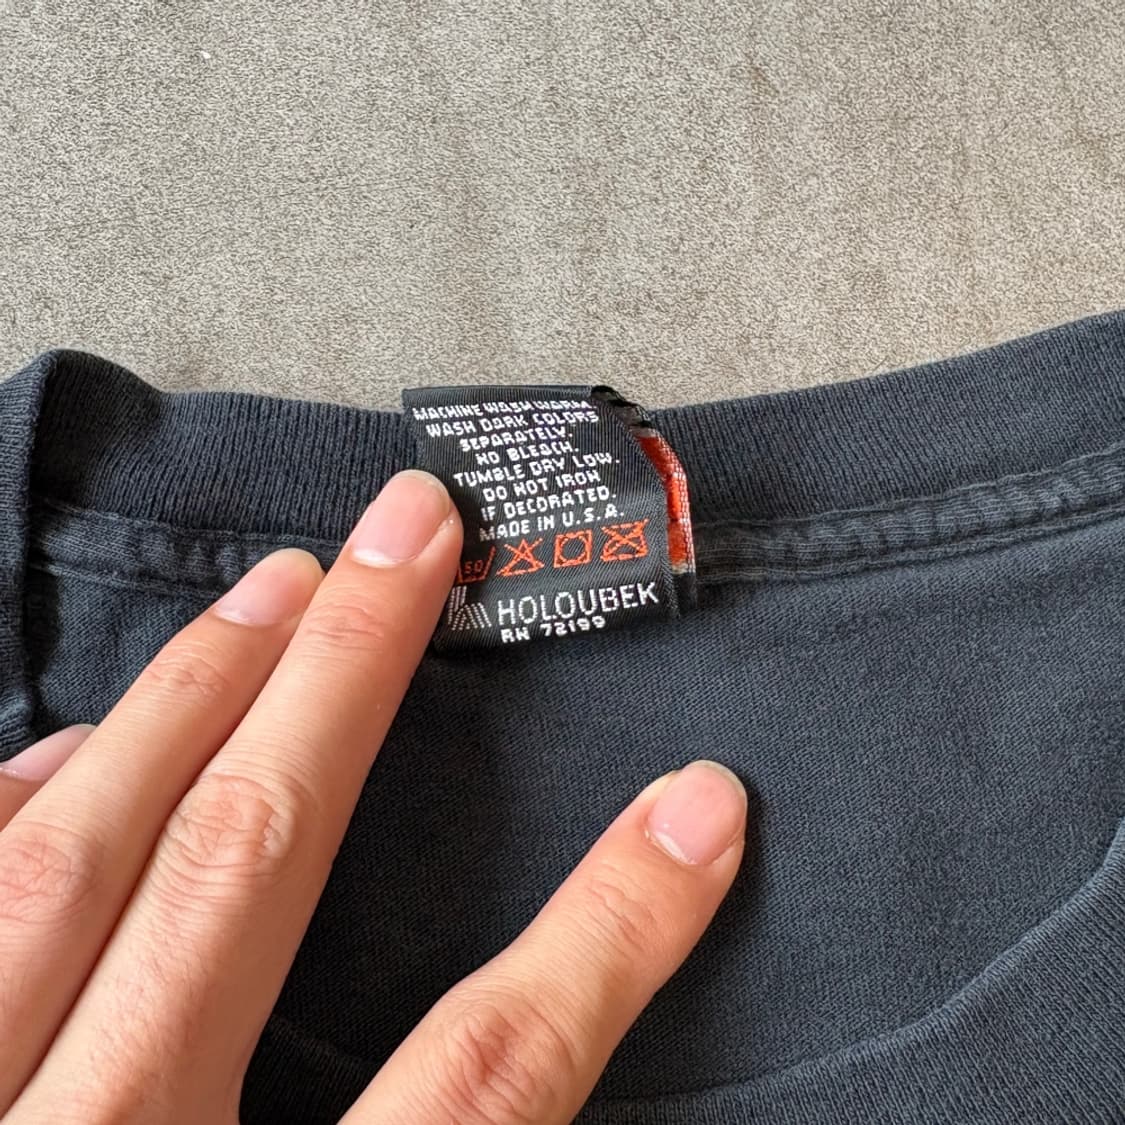 MACHINE WASH WARM
WASH DARK COLORS
SEPARATELY.
NO BLEACH.
TUMBLE DRY LOW.
DO NOT IRON
IF DECORATED.
MADE IN U.S.A.
50
HOLOUBEK
RN 72199